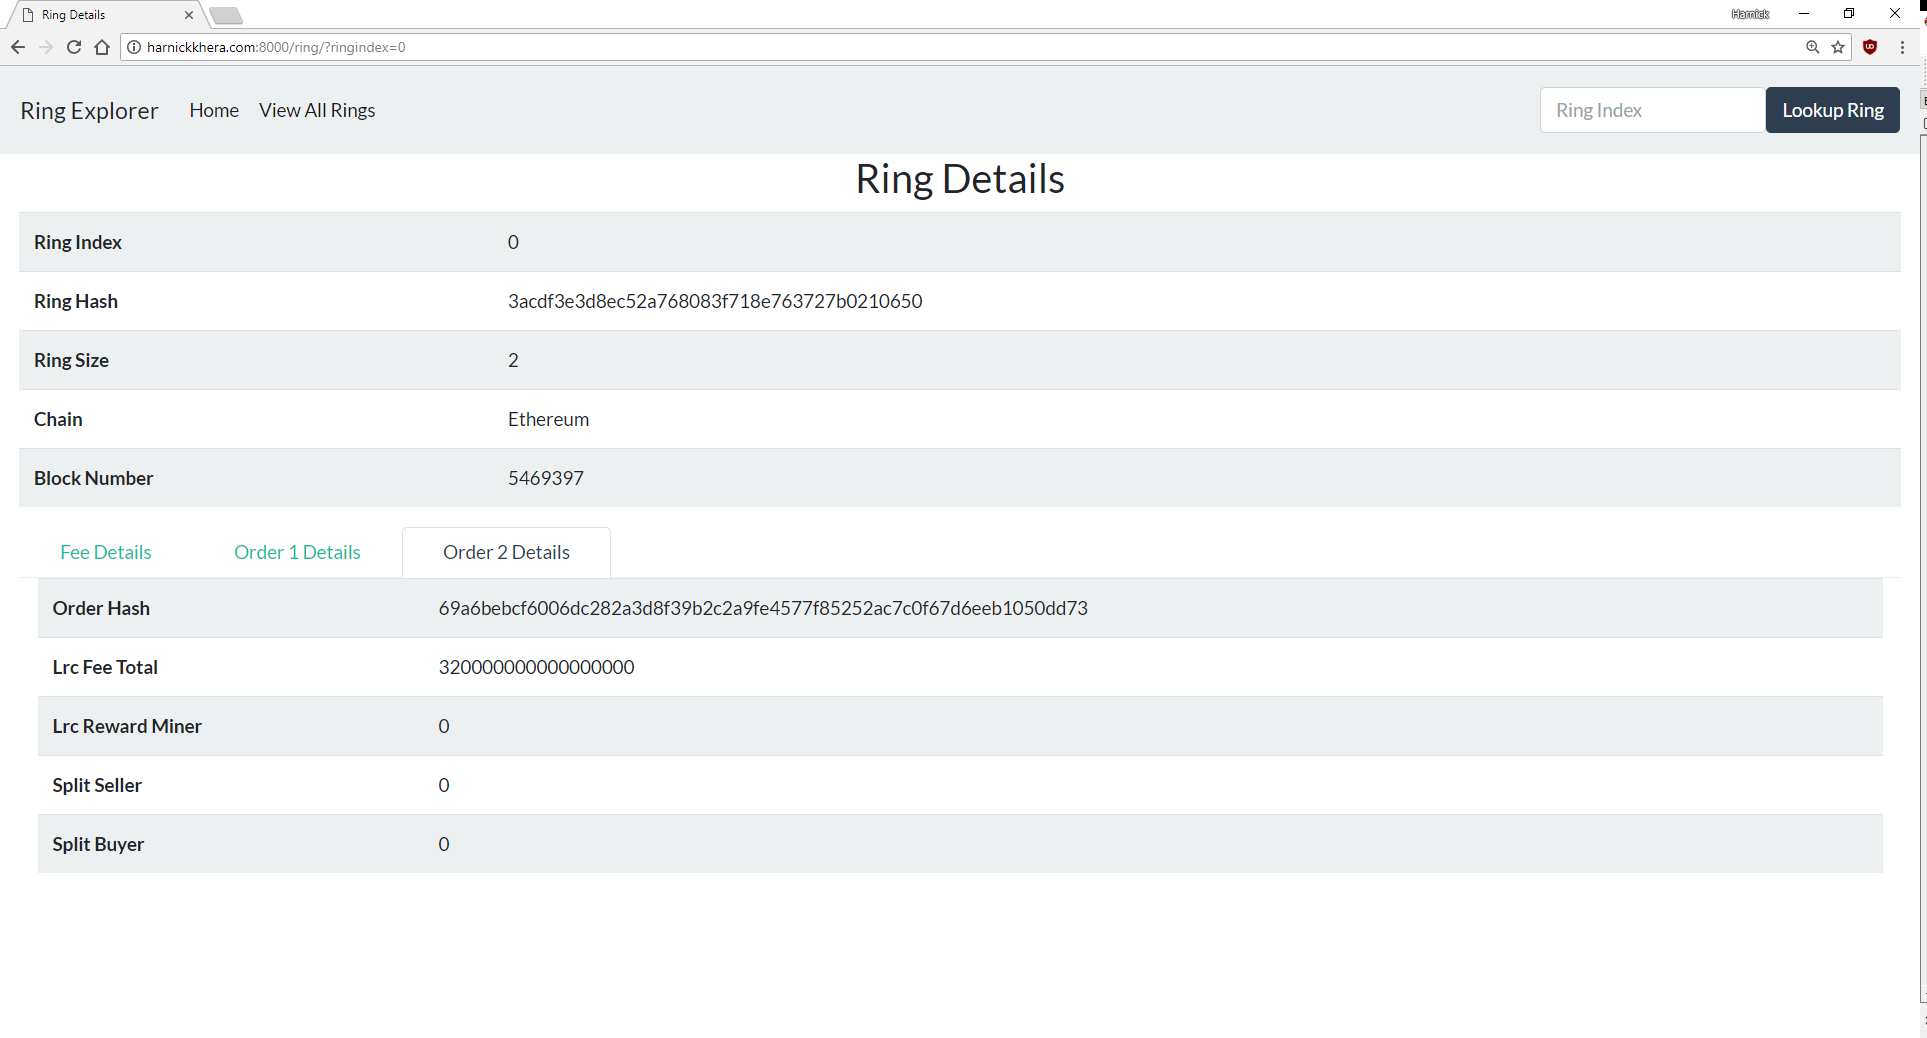 Ring Details
Harnick
harnickkhera.com:8000/ring/?ringindex=0
Ring Explorer Home View All Rings Ring Index Lookup Ring
Ring Details
Ring Index 0
Ring Hash 3acdf3e3d8ec52a768083f718e763727b0210650
Ring Size 2
Chain Ethereum
Block Number 5469397
Fee Details Order 1 Details Order 2 Details
Order Hash 69a6bebcf6006dc282a3d8f39b2c2a9fe4577f85252ac7c0f67d6eeb1050dd73
Lrc Fee Total 320000000000000000
Lrc Reward Miner 0
Split Seller 0
Split Buyer 0